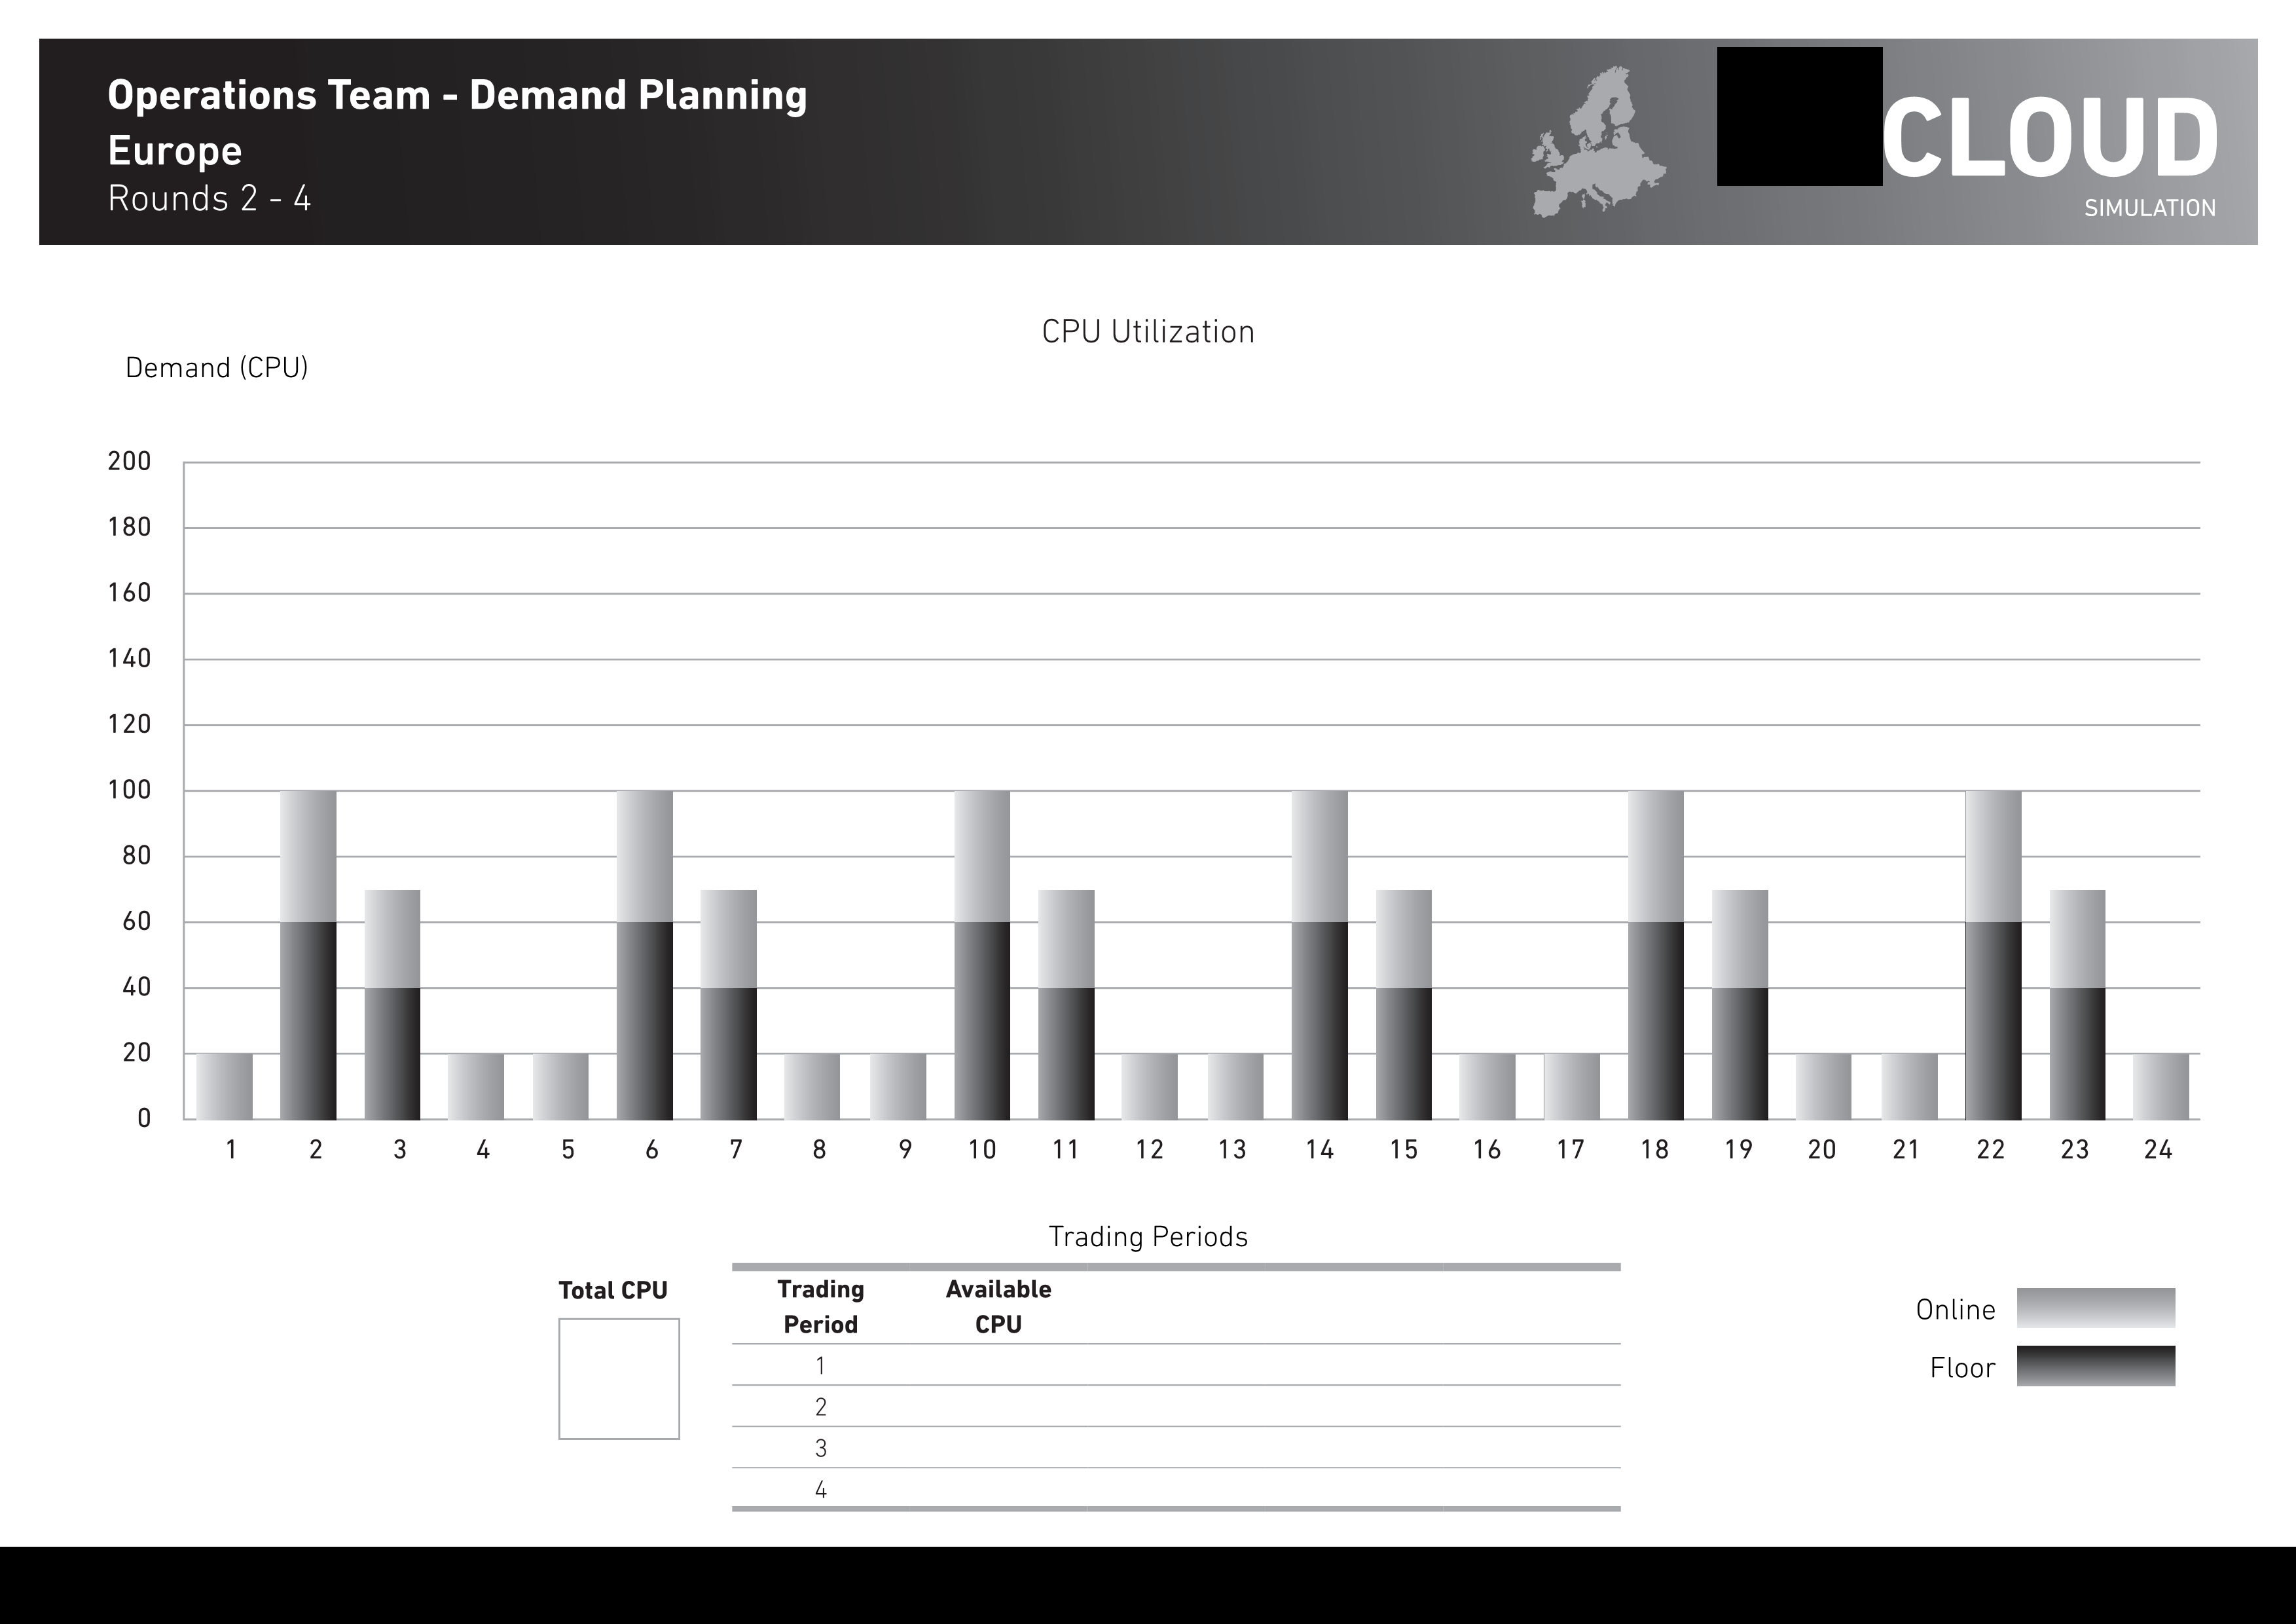 Operations Team - Demand Planning
Europe
Rounds 2 - 4
CLOUD
SIMULATION
CPU Utilization
Demand (CPU)
200
180
160
140
120
100
80
60
40
20
0
1 2 3 4 5 6 7 8 9 10 11 12 13 14 15 16 17 18 19 20 21 22 23 24
Trading Periods
Total CPU
Trading Available
Period CPU
1
2
3
4
Online
Floor